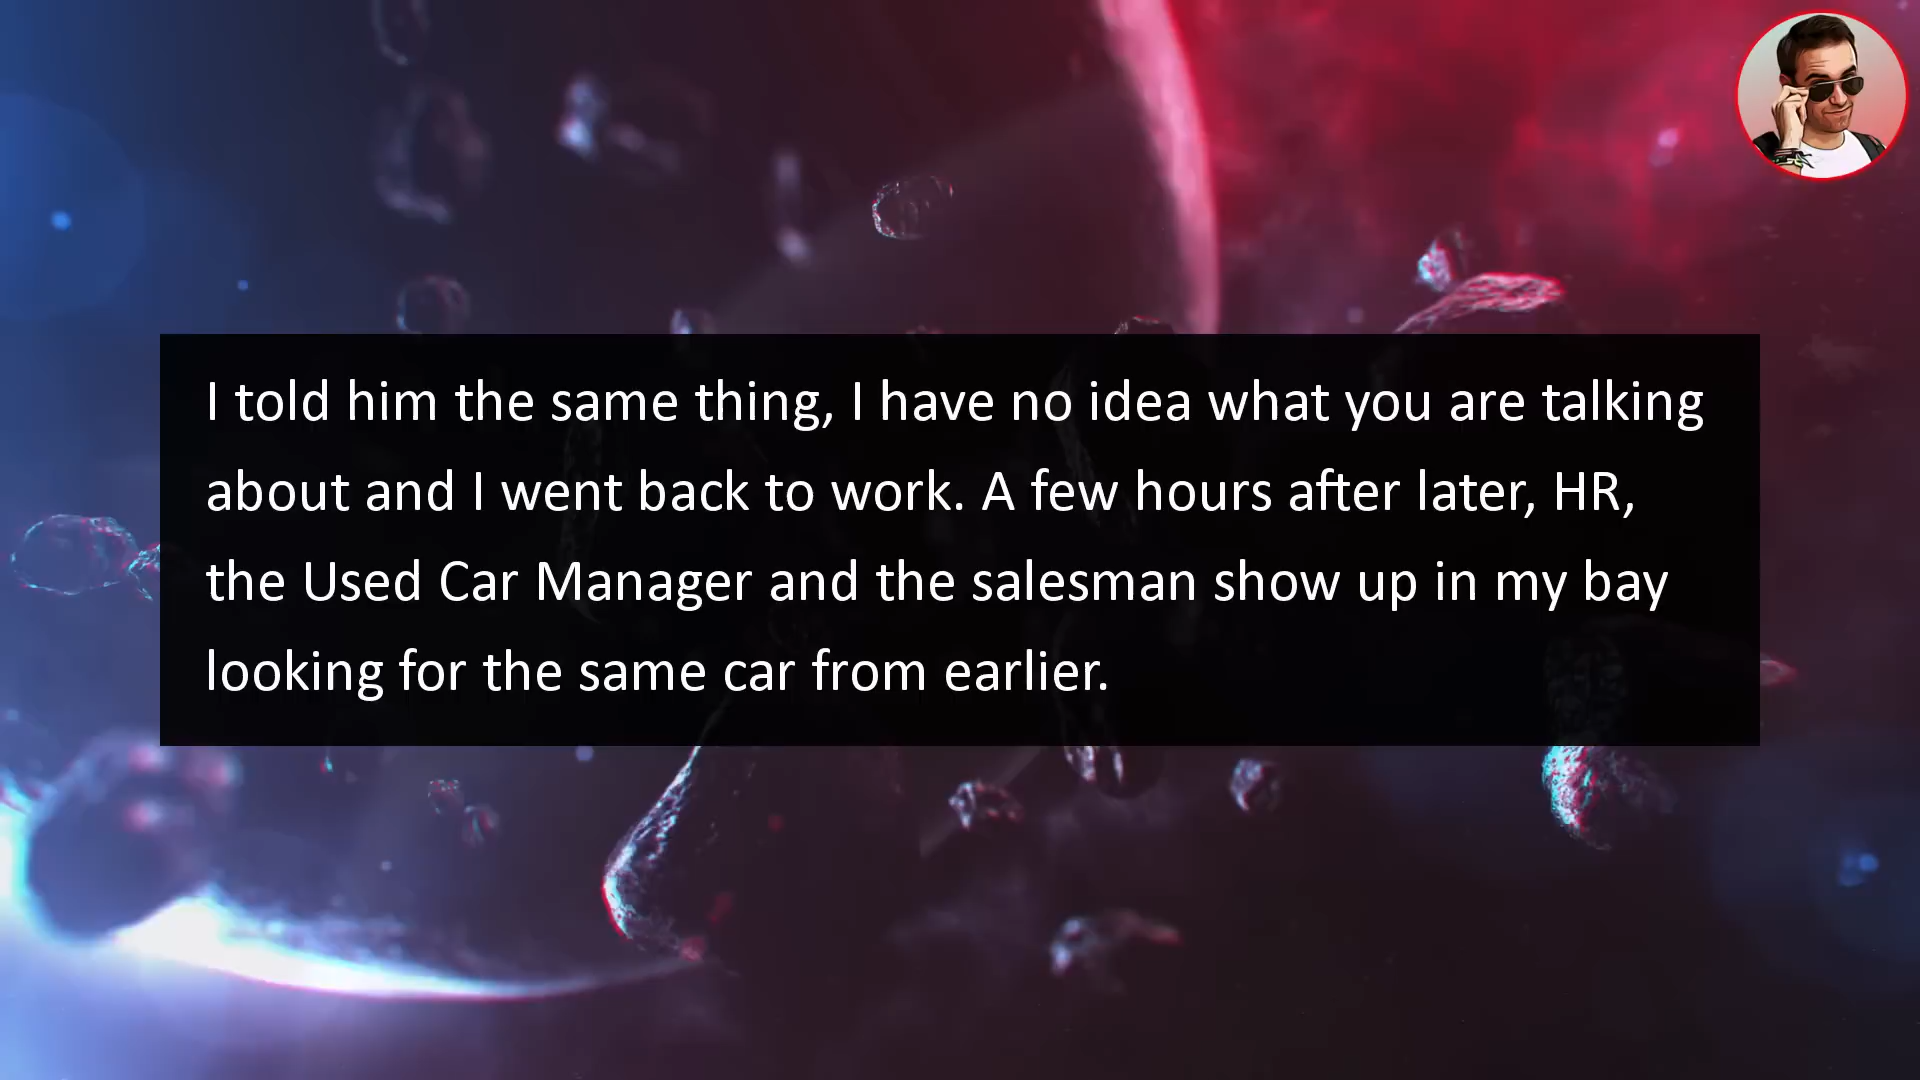 I told him the same thing, I have no idea what you are talking
about and I went back to work. A few hours after later, HR,
the Used Car Manager and the salesman show up in my bay
looking for the same car from earlier.